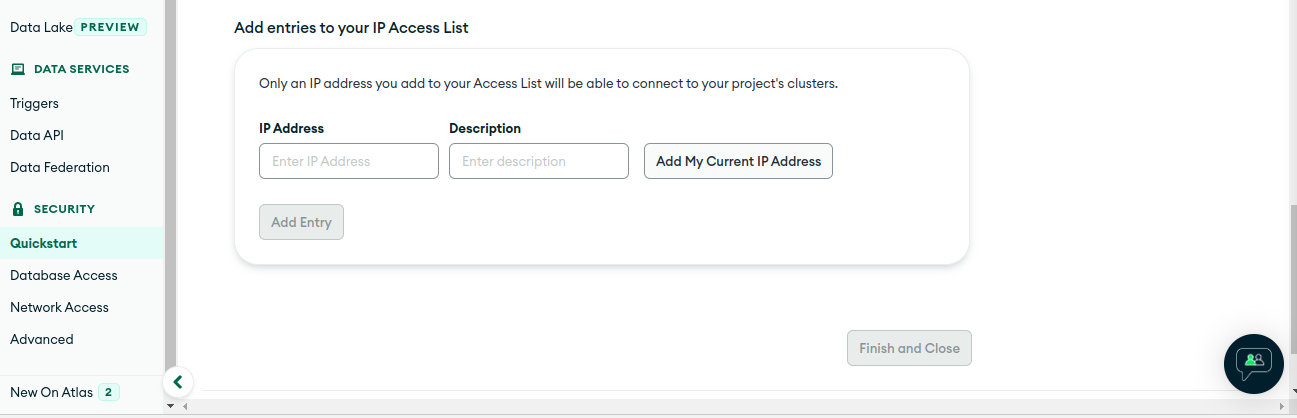 Data Lake PREVIEW
DATA SERVICES
Triggers
Data API
Data Federation
SECURITY
Quickstart
Database Access
Network Access
Advanced
New On Atlas 2
Add entries to your IP Access List
Only an IP address you add to your Access List will be able to connect to your project's clusters.
IP Address Description
Enter IP Address Enter description Add My Current IP Address
Add Entry
Finish and Close